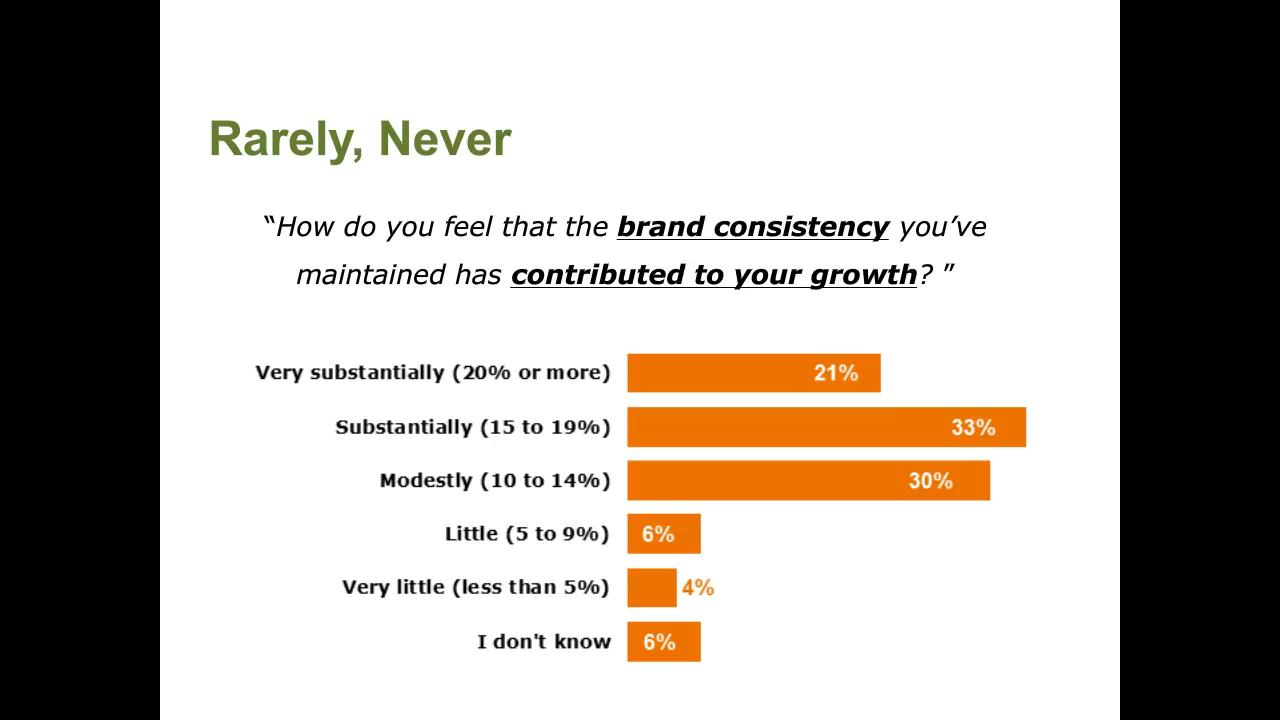 Rarely, Never
“How do you feel that the brand consistency you’ve
maintained has contributed to your growth? ”
Very substantially (20% or more) 21%
Substantially (15 to 19%) 33%
Modestly (10 to 14%) 30%
Little (5 to 9%) 6%
Very little (less than 5%) 4%
I don't know 6%